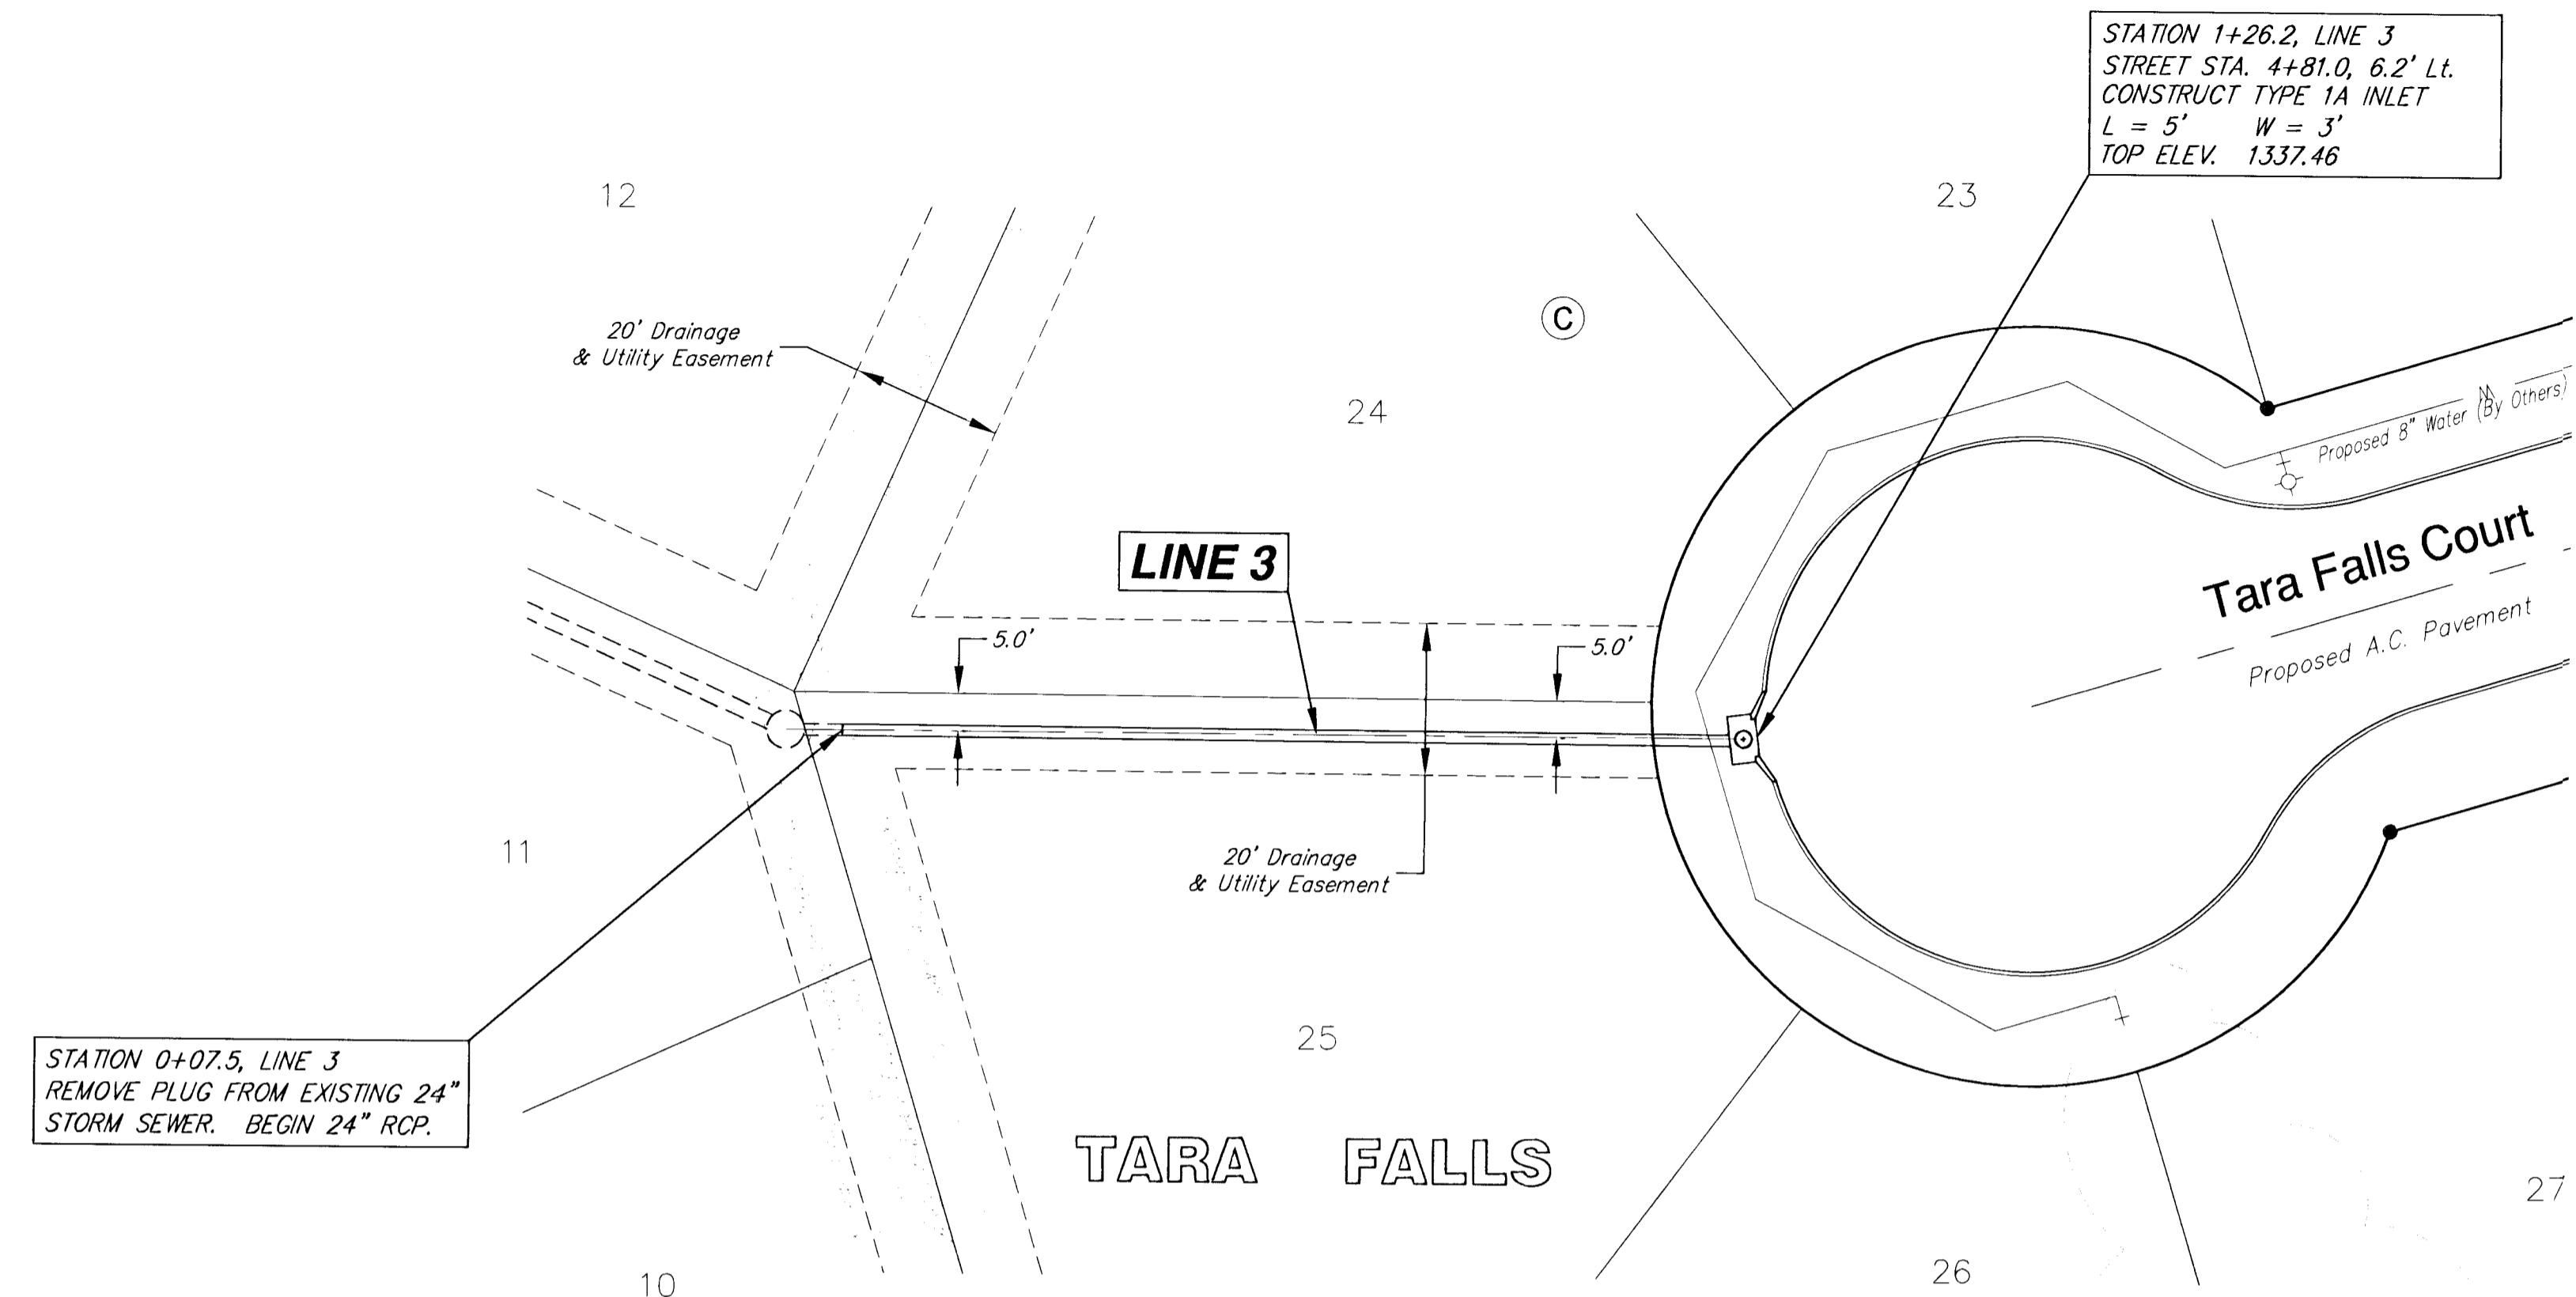 STATION 1+26.2, LINE 3
STREET STA. 4+81.0, 6.2' Lt.
CONSTRUCT TYPE 1A INLET
L = 5' W = 3'
TOP ELEV. 1337.46
12
23
20' Drainage
& Utility Easement
C
24
Proposed 8" Water (By Others)
LINE 3
Tara Falls Court
Proposed A.C. Pavement
5.0'
5.0'
11
20' Drainage
& Utility Easement
25
STATION 0+07.5, LINE 3
REMOVE PLUG FROM EXISTING 24"
STORM SEWER. BEGIN 24" RCP.
TARA FALLS
27
10
26